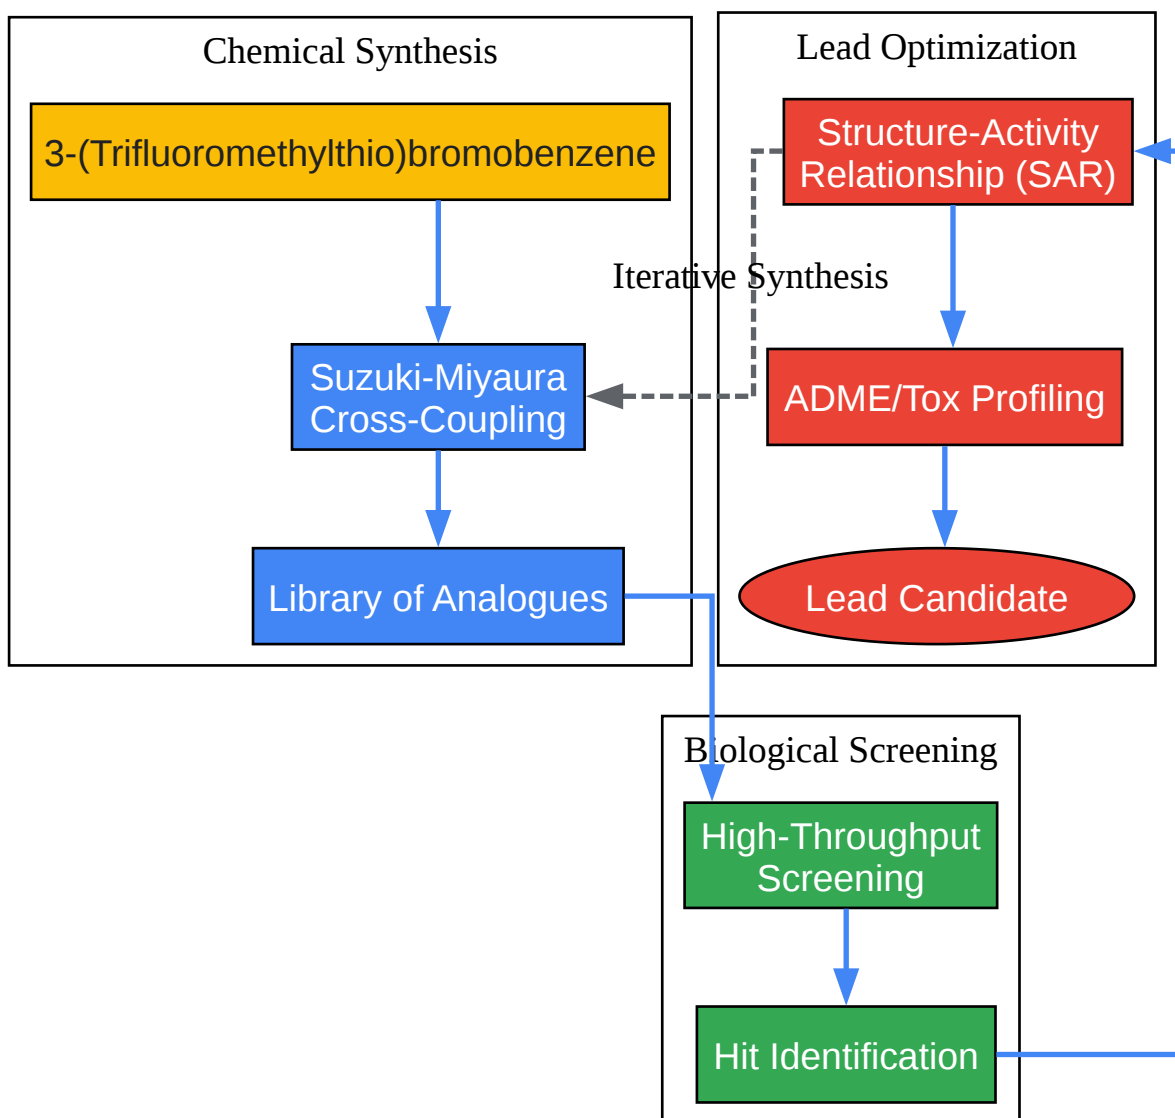 Chemical Synthesis
3-(Trifluoromethylthio)bromobenzene
Suzuki-Miyaura
Cross-Coupling
Library of Analogues
Iterative Synthesis
Lead Optimization
Structure-Activity
Relationship (SAR)
ADME/Tox Profiling
Lead Candidate
Biological Screening
High-Throughput
Screening
Hit Identification